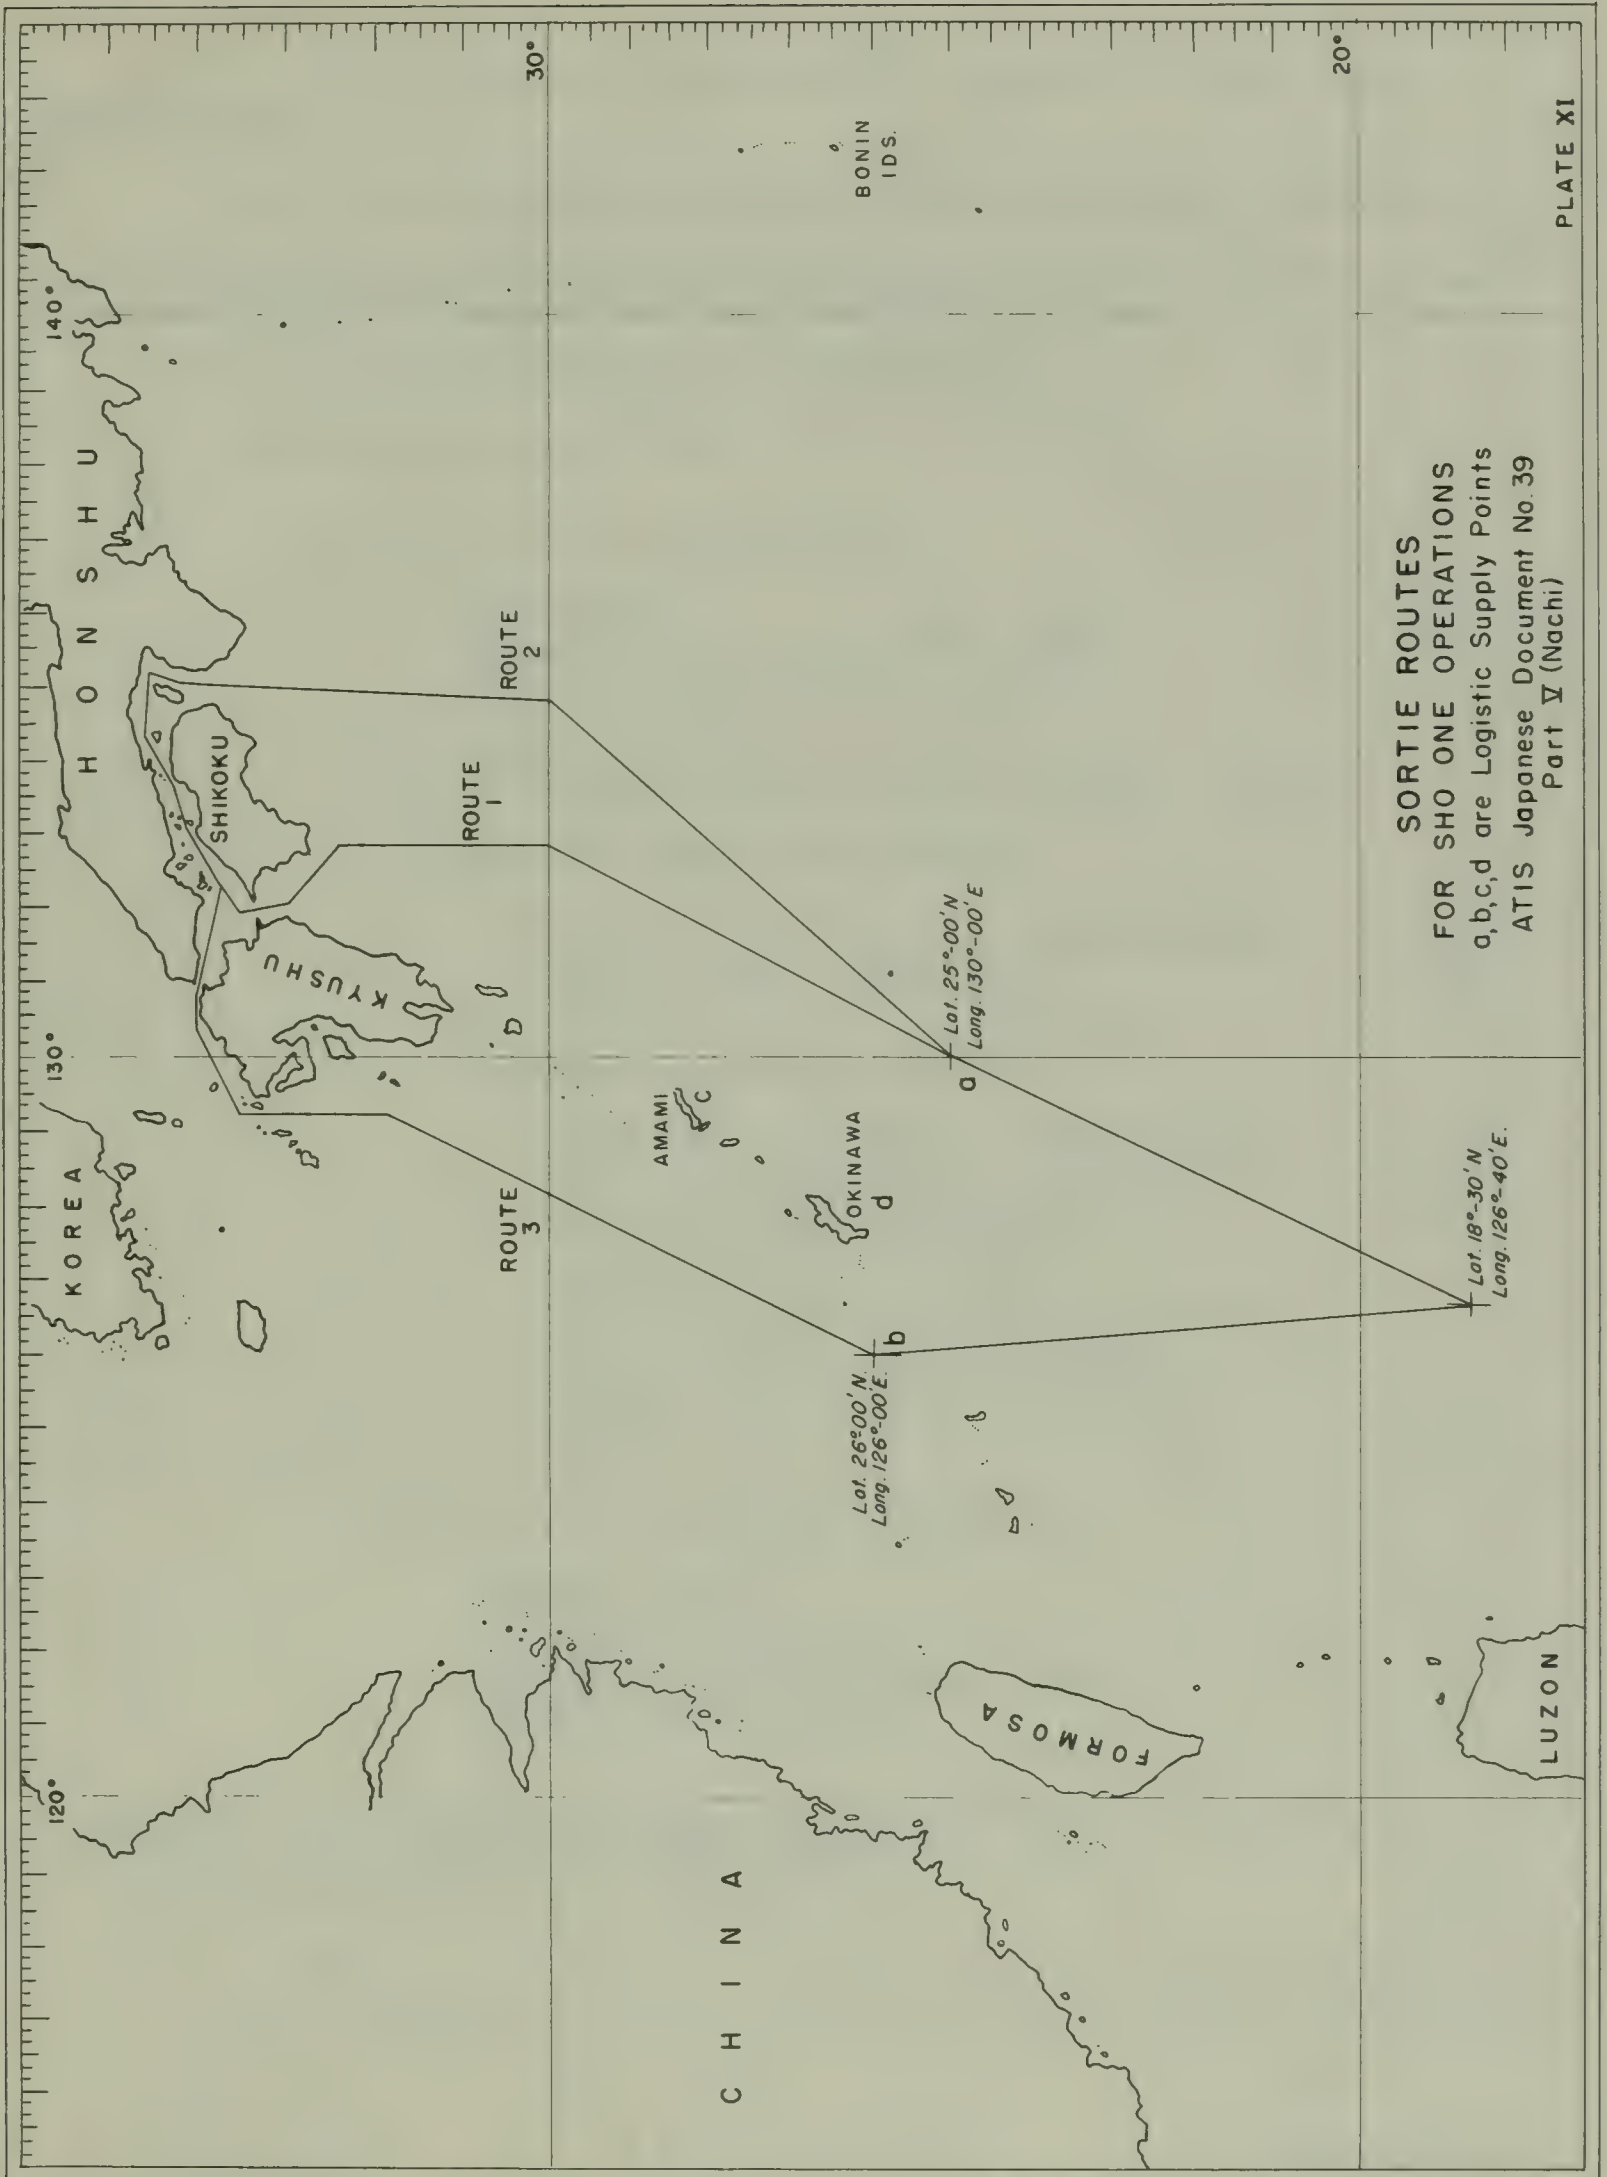 120°
130°
140°
KOREA
HONSHU
SHIKOKU
KYUSHU
30°
ROUTE
3
ROUTE
1
ROUTE
2
CHINA
AMAMI
c
OKINAWA
d
BONIN
IDS.
Lat. 26°00'N.
Long. 126°-00'E.
b
Lat. 25°-00'N
Long. 130°-00'E
a
FORMOSA
20°
Lat. 18°-30'N
Long. 126°-40'E.
LUZON
SORTIE ROUTES
FOR SHO ONE OPERATIONS
a,b,c,d are Logistic Supply Points
ATIS Japanese Document No. 39
Part V (Nachi)
PLATE XI